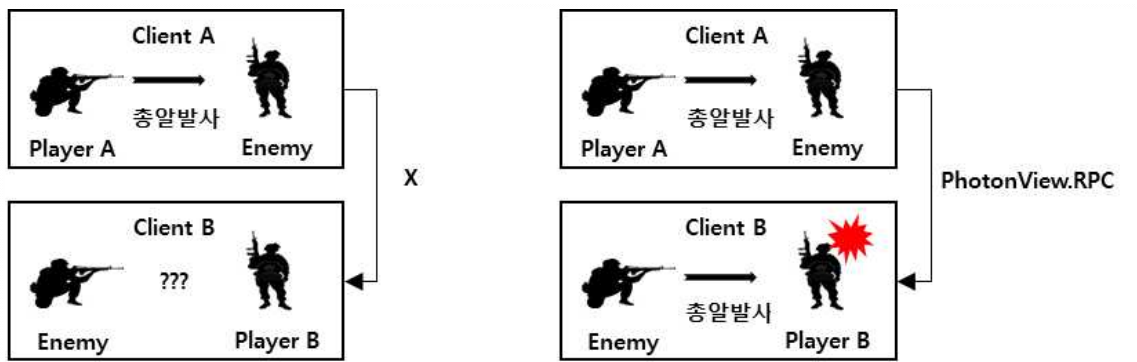 Client A
총알발사
Player A
Enemy
X
Client B
???
Enemy
Player B
Client A
총알발사
Player A
Enemy
PhotonView.RPC
Client B
총알발사
Enemy
Player B